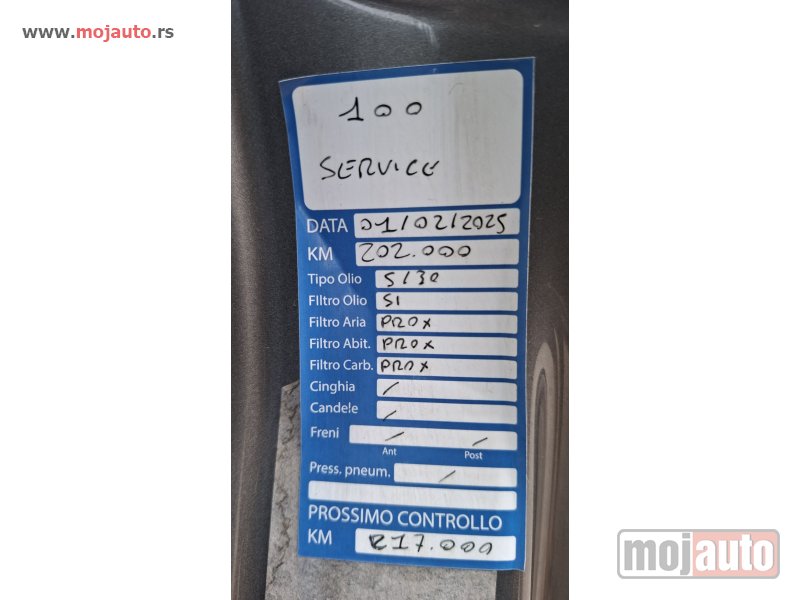 www.mojauto.rs
100
SERVICE
DATA 01/02/2025
KM 202.000
Tipo Olio 5/30
FIltro Olio SI
Filtro Aria PROX
Filtro Abit. PROX
Filtro Carb. PROX
Cinghia /
Candele /
Freni / /
Ant Post
Press. pneum. /
PROSSIMO CONTROLLO
KM 217.000
mojauto